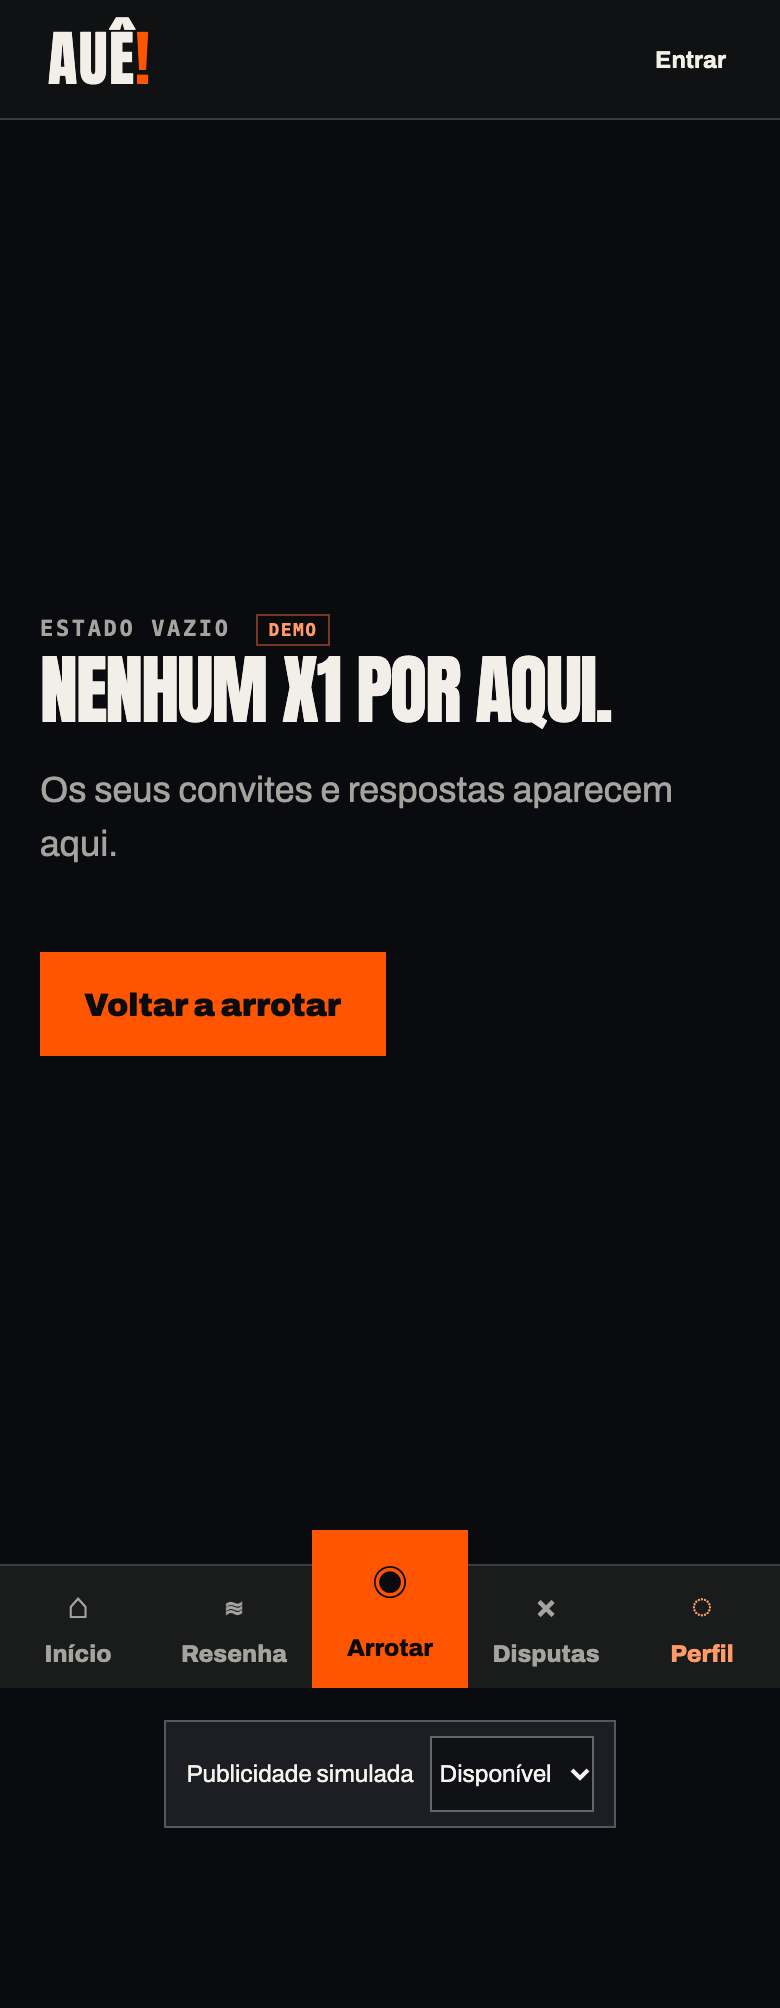 AUÊ!
Entrar
ESTADO VAZIO DEMO
NENHUM X1 POR AQUI.
Os seus convites e respostas aparecem
aqui.
Voltar a arrotar
Início
Resenha
Arrotar
Disputas
Perfil
Publicidade simulada Disponível